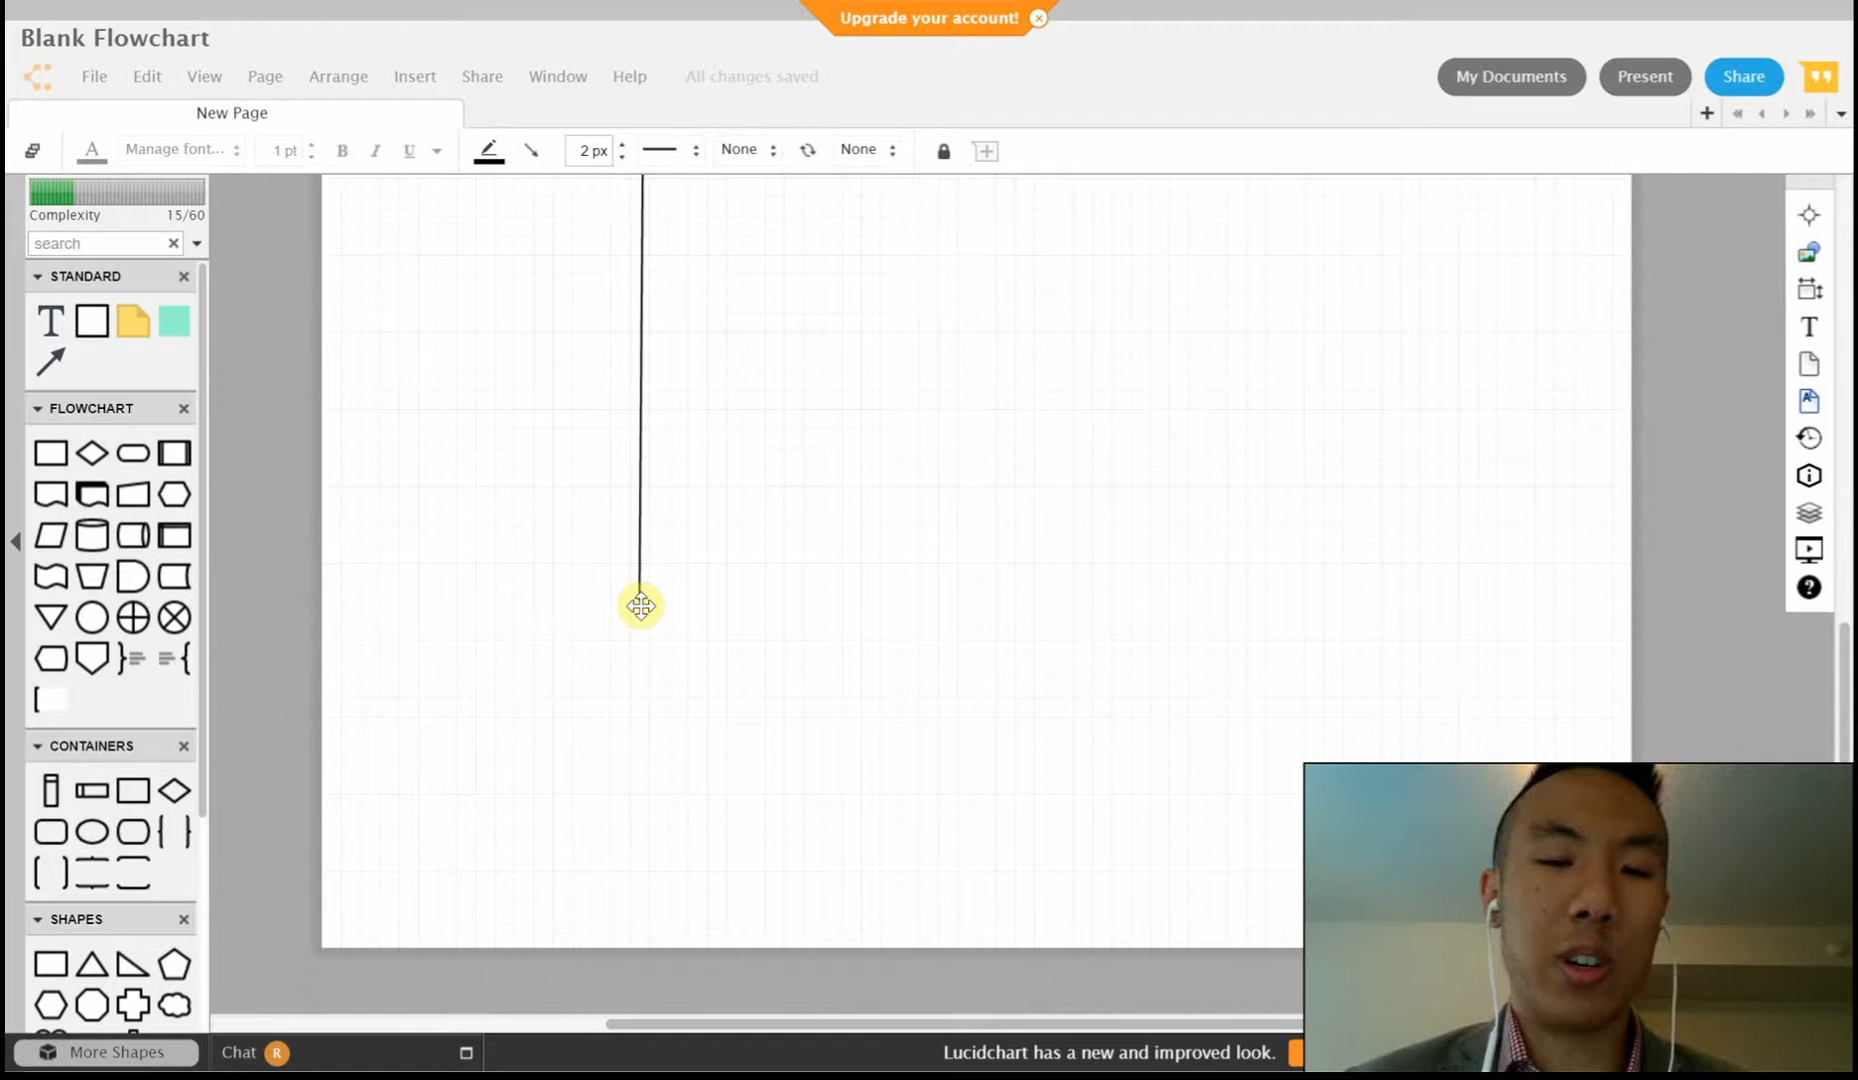 Upgrade your account!
Blank Flowchart
File Edit View Page Arrange Insert Share Window Help All changes saved
My Documents Present Share
New Page
A Manage font... 1 pt B I U 2 px None None
Complexity 15/60
search
STANDARD
T
FLOWCHART
CONTAINERS
SHAPES
More Shapes
Chat R
Lucidchart has a new and improved look.
T
A
?